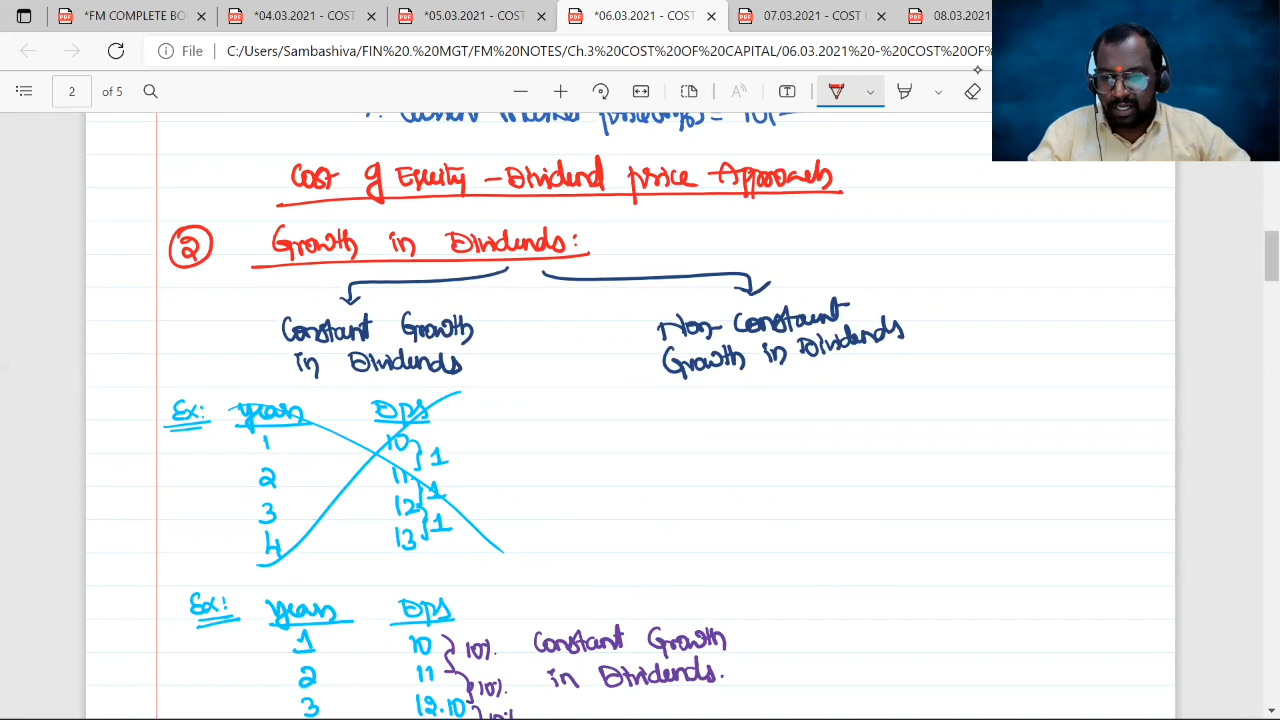 *FM COMPLETE BO
*04.03.2021 - COST
*05.03.2021 - COST
*06.03.2021 - COST
07.03.2021 - COST
08.03.2021
File
C:/Users/Sambashiva/FIN%20.%20MGT/FM%20NOTES/Ch.3%20COST%20OF%20CAPITAL/06.03.2021%20-%20COST%20OF%
2 of 5
Cost of Equity - Dividend price Approach
2 Growth in Dividends:
Constant Growth
in Dividends
Non-Constant
Growth in Dividends
Ex: years DPS
1 10
1
2 11
1
3 12
1
4 13
Ex: years DPS
1 10 10% Constant Growth
2 11 10% in Dividends.
3 12.10 10%